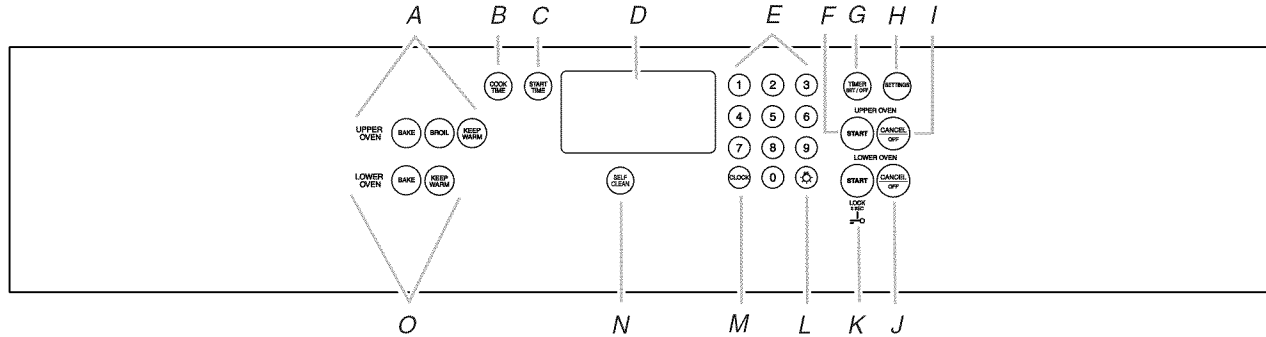 A B C D E F G H I
COOK TIME
START TIME
1 2 3
TIMER SET / OFF
SETTINGS
UPPER OVEN
UPPER OVEN BAKE BROIL KEEP WARM
4 5 6
START CANCEL OFF
7 8 9
LOWER OVEN
LOWER OVEN BAKE KEEP WARM
SELF CLEAN
CLOCK 0
START CANCEL OFF
LOCK
3 SEC
O N M L K J